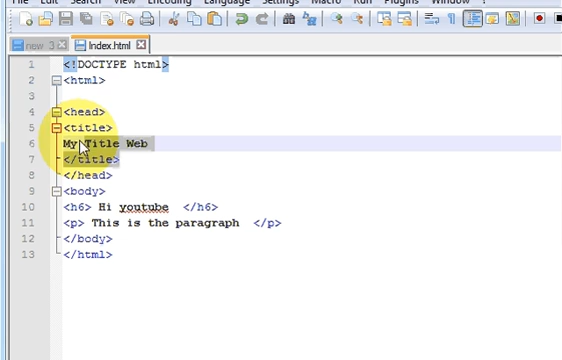 File Edit Search View Encoding Language Settings Macro Run Plugins Window ?
new 3 Index.html
1 <!DOCTYPE html>
2 <html>
3
4 <head>
5 <title>
6 My Title Web
7 </title>
8 </head>
9 <body>
10 <h6> Hi youtube </h6>
11 <p> This is the paragraph </p>
12 </body>
13 </html>